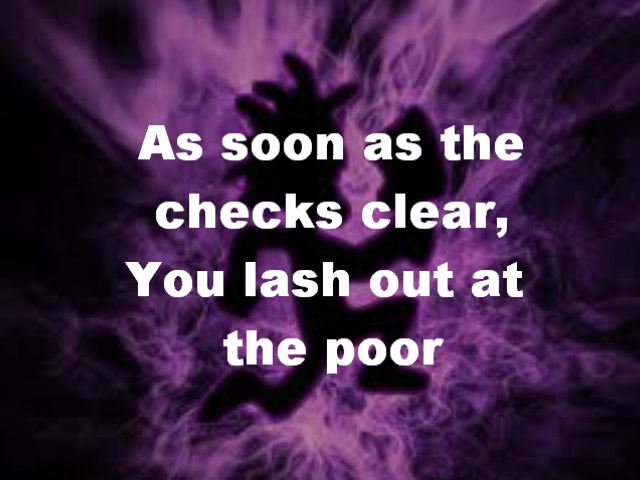 As soon as the
checks clear,
You lash out at
the poor